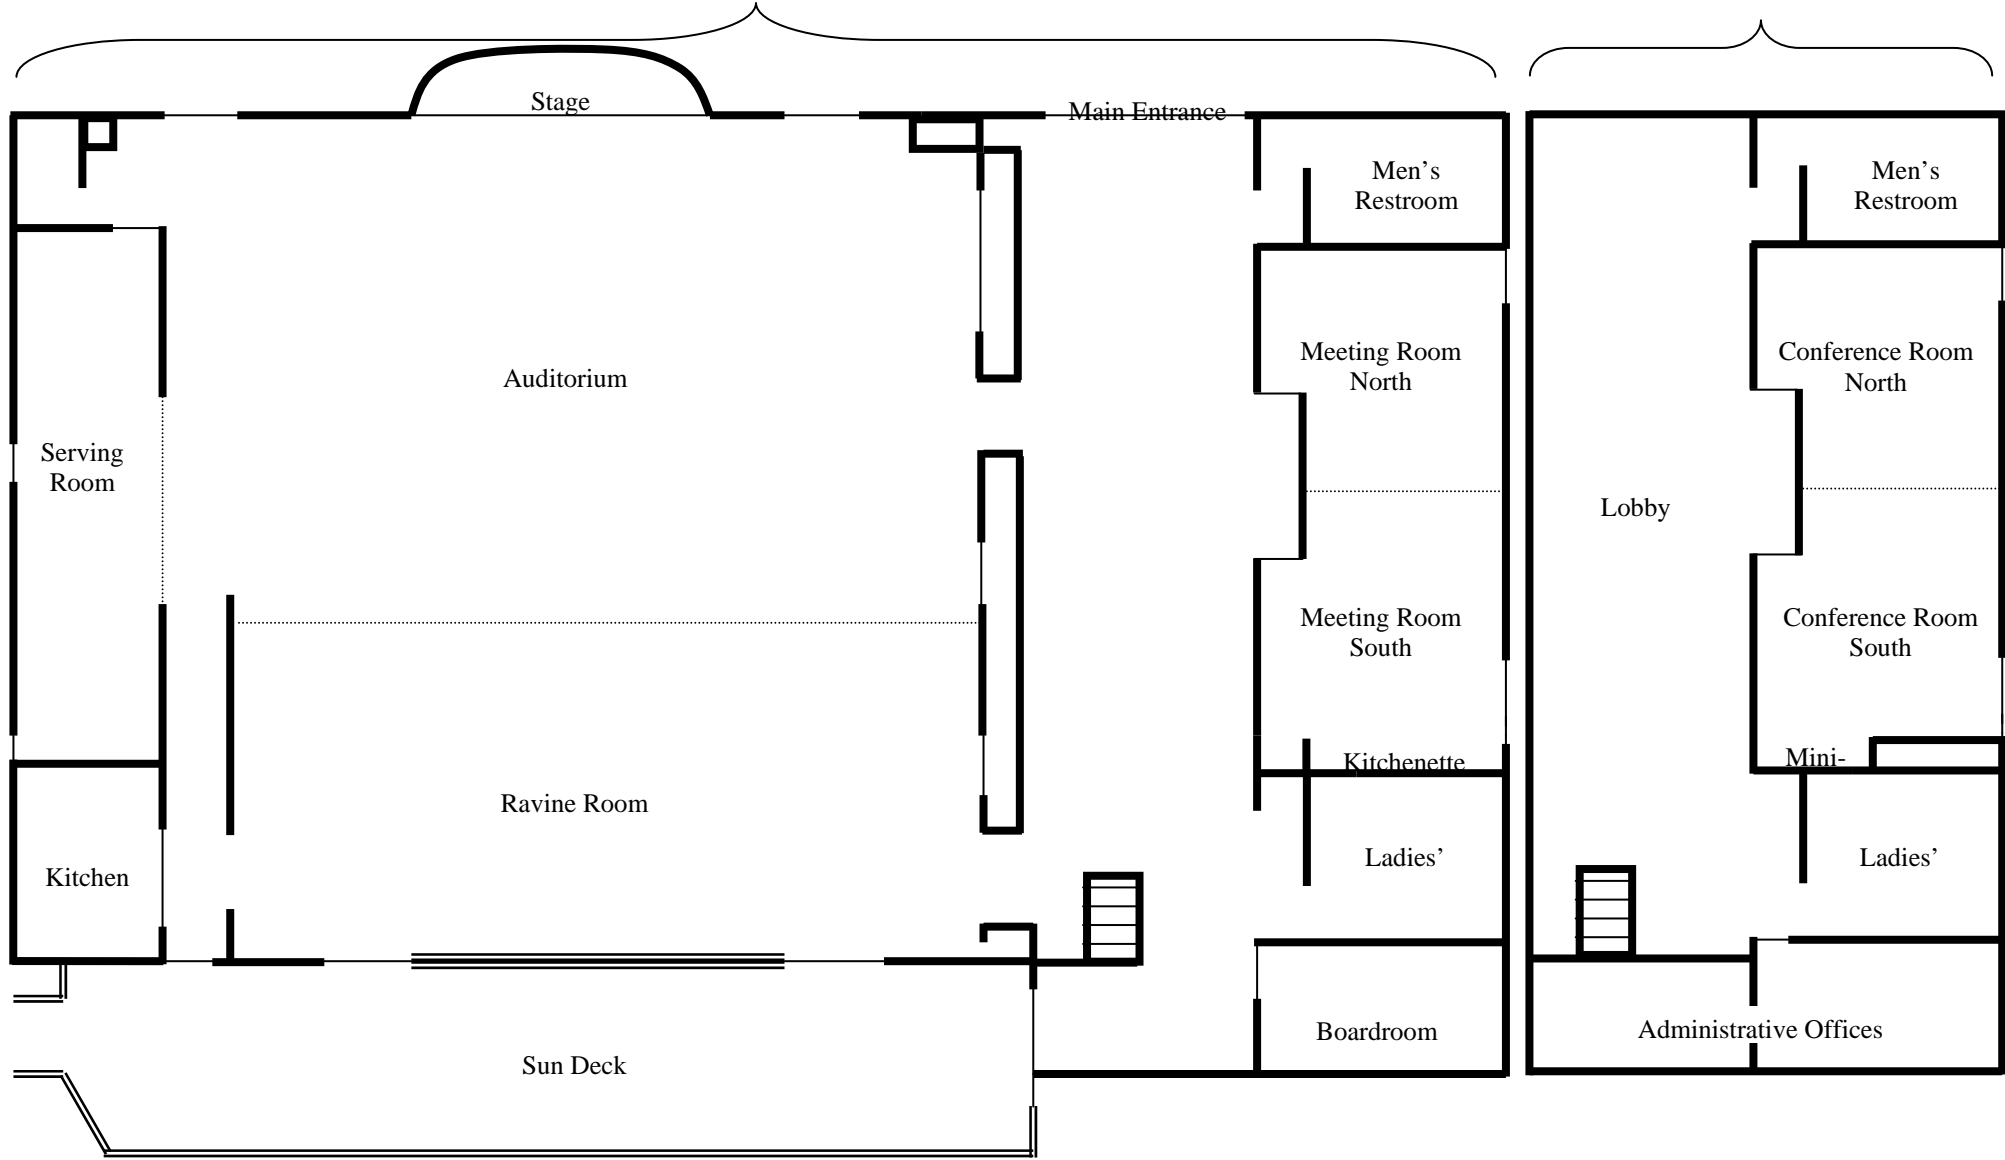 Stage
Main Entrance
Men’s
Restroom
Men’s
Restroom
Auditorium
Meeting Room
North
Conference Room
North
Serving
Room
Lobby
Meeting Room
South
Conference Room
South
Kitchenette
Mini-
Ravine Room
Kitchen
Ladies’
Ladies’
Boardroom
Administrative Offices
Sun Deck